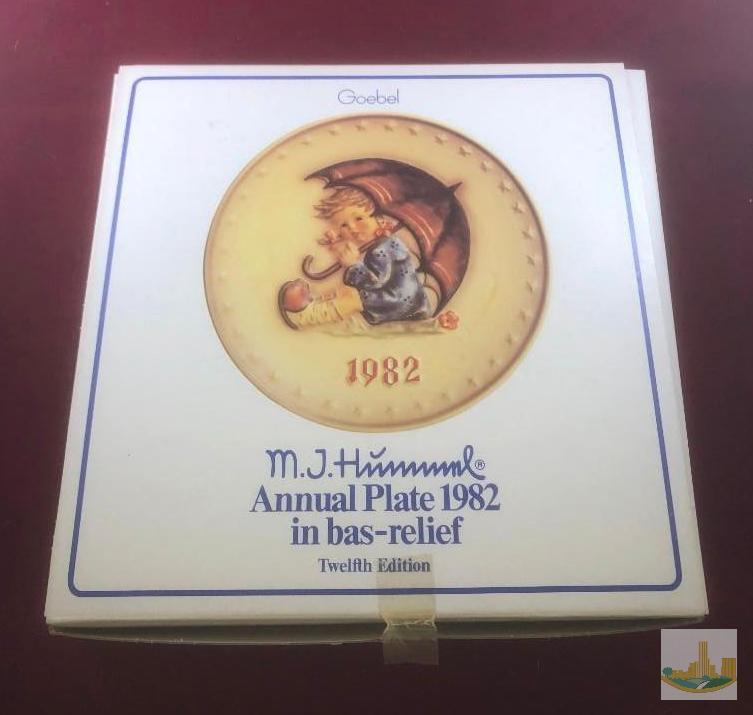 Goebel
1982
M.J.Hummel®
Annual Plate 1982
in bas-relief
Twelfth Edition